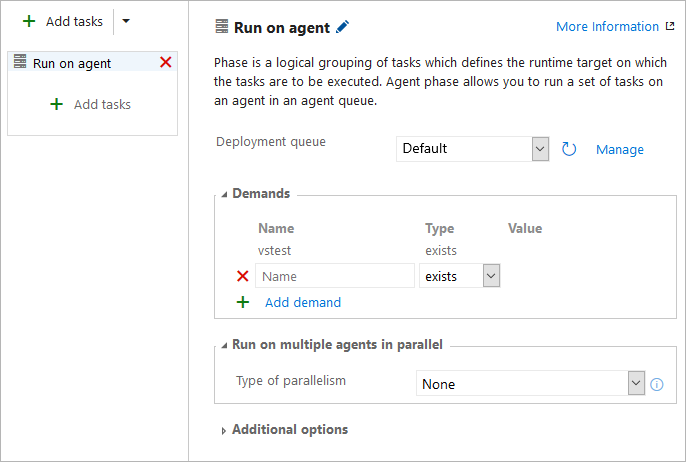 Add tasks
Run on agent
Add tasks
Run on agent
More Information
Phase is a logical grouping of tasks which defines the runtime target on which
the tasks are to be executed. Agent phase allows you to run a set of tasks on
an agent in an agent queue.
Deployment queue
Default
Manage
Demands
Name Type Value
vstest exists
Name exists
Add demand
Run on multiple agents in parallel
Type of parallelism
None
Additional options